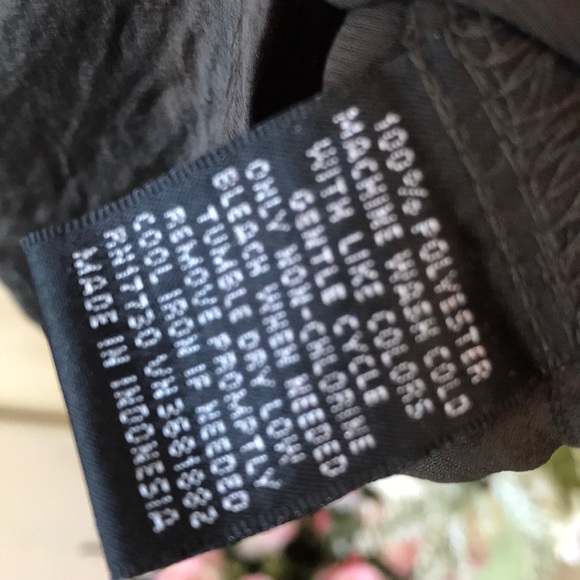 100% POLYESTER
MACHINE WASH COLD
WITH LIKE COLORS
GENTLE CYCLE
ONLY NON-CHLORINE
BLEACH WHEN NEEDED
TUMBLE DRY LOW
REMOVE PROMPTLY
COOL IRON IF NEEDED
RN17730 VN3681882
MADE IN INDONESIA